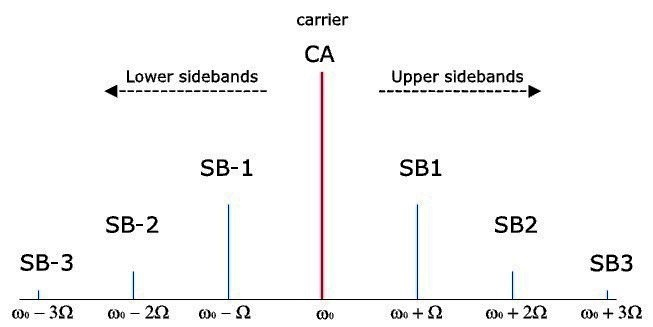 carrier
CA
Lower sidebands
Upper sidebands
SB-1
SB1
SB-2
SB2
SB-3
SB3
ω₀ − 3Ω
ω₀ − 2Ω
ω₀ − Ω
ω₀
ω₀ + Ω
ω₀ + 2Ω
ω₀ + 3Ω